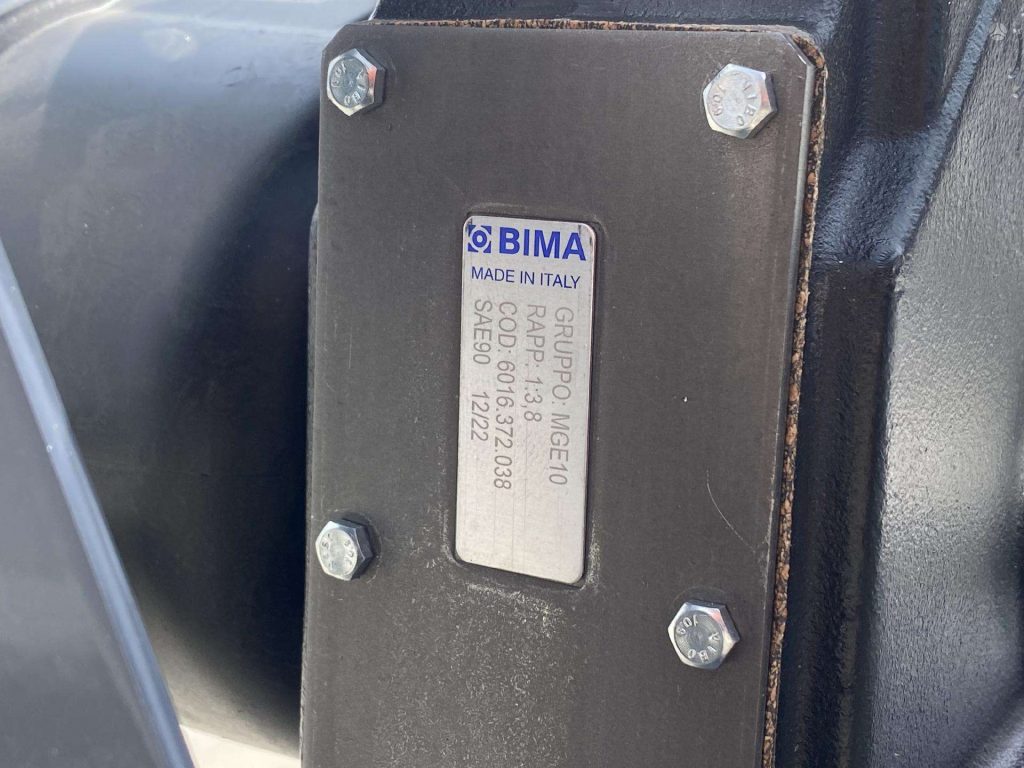 BIMA
MADE IN ITALY
GRUPPO: MGE10
RAPP: 1:3,8
COD: 6016.372.038
SAE90 12/22